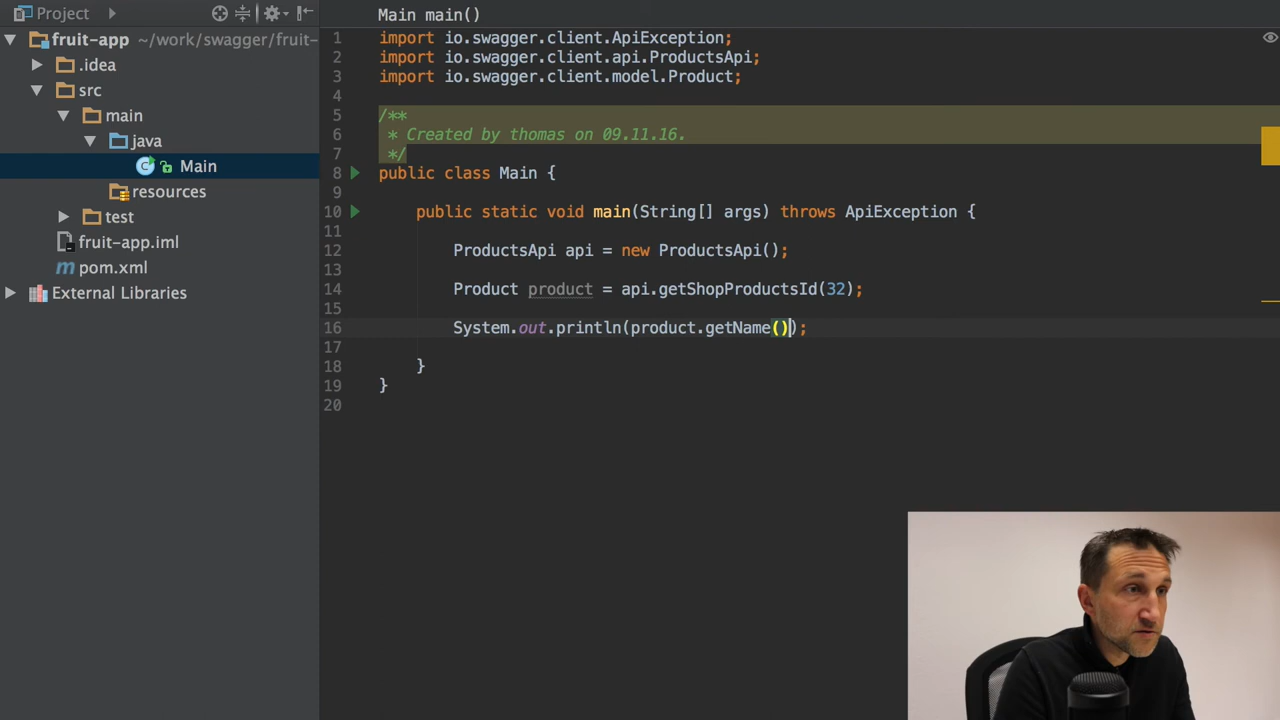 Project
fruit-app ~/work/swagger/fruit-
.idea
src
main
java
Main
resources
test
fruit-app.iml
pom.xml
External Libraries
Main main()
1 import io.swagger.client.ApiException;
2 import io.swagger.client.api.ProductsApi;
3 import io.swagger.client.model.Product;
4
5 /**
6 * Created by thomas on 09.11.16.
7 */
8 public class Main {
9
10 public static void main(String[] args) throws ApiException {
11
12 ProductsApi api = new ProductsApi();
13
14 Product product = api.getShopProductsId(32);
15
16 System.out.println(product.getName());
17
18 }
19 }
20